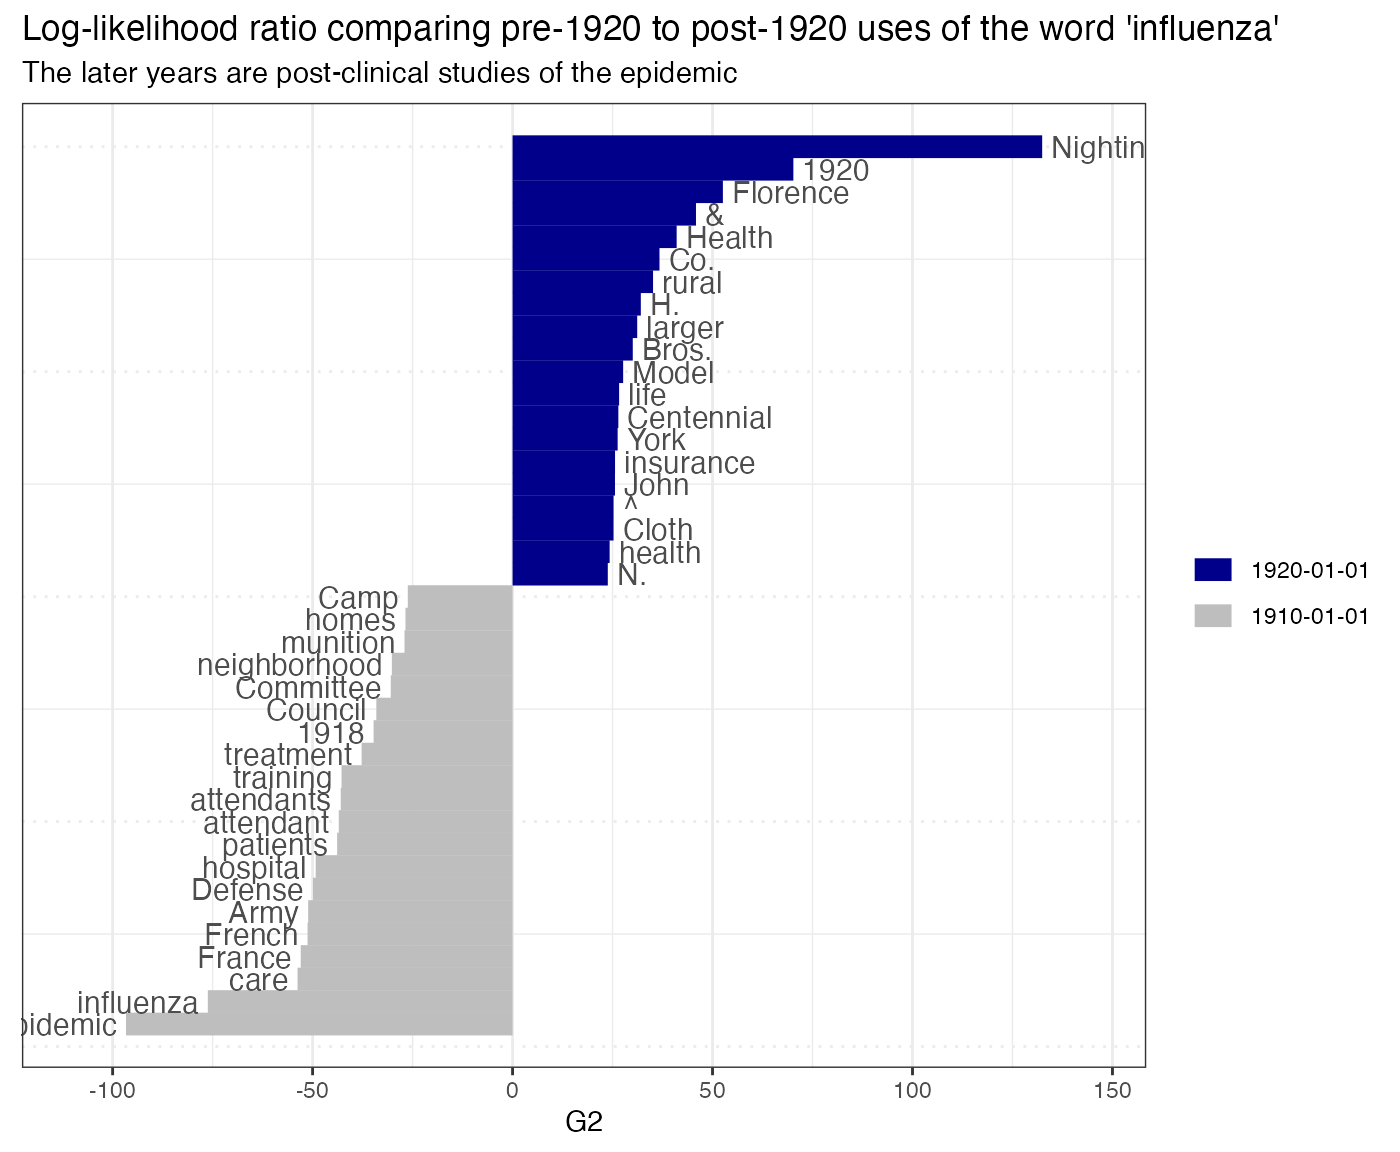 Log-likelihood ratio comparing pre-1920 to post-1920 uses of the word 'influenza'
The later years are post-clinical studies of the epidemic
Nightin
1920
Florence
&
Health
Co.
rural
H.
larger
Bros.
Model
life
Centennial
York
insurance
John
^
Cloth
health
N.
Camp
homes
munition
neighborhood
Committee
Council
1918
treatment
training
attendants
attendant
patients
hospital
Defense
Army
French
France
care
influenza
pidemic
-100 -50 0 50 100 150
G2
1920-01-01
1910-01-01